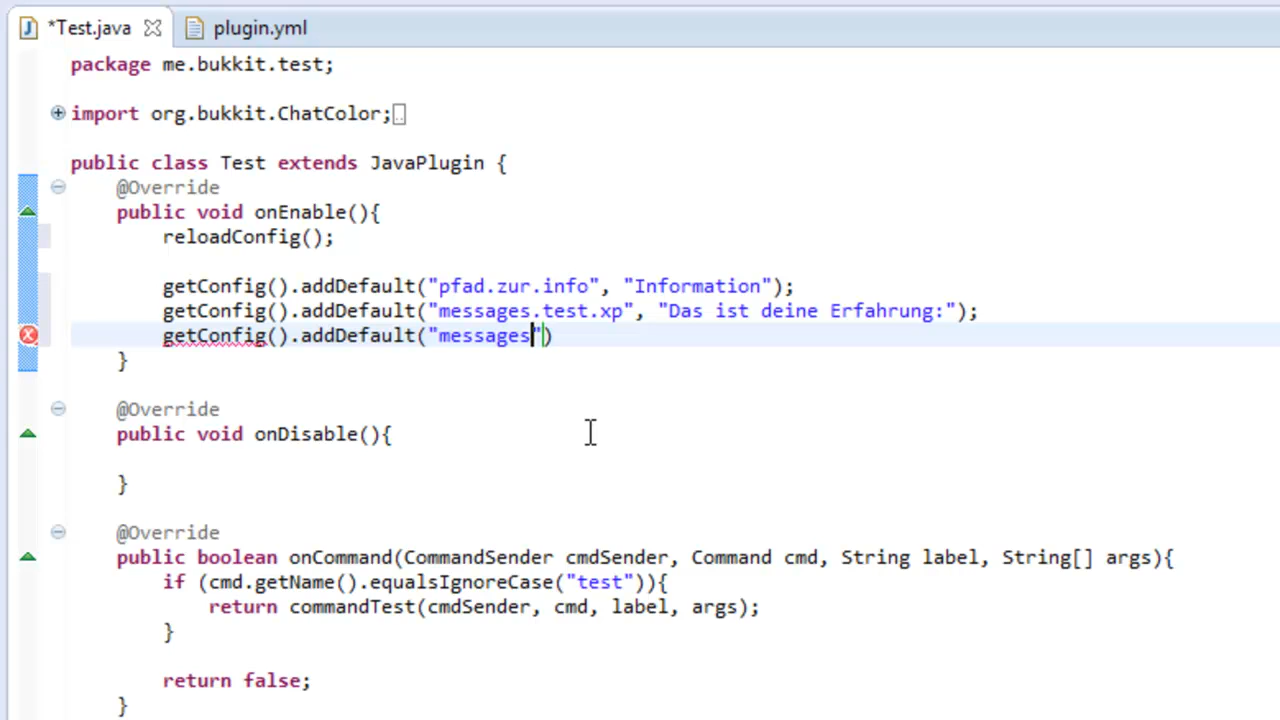 *Test.java plugin.yml
package me.bukkit.test;
import org.bukkit.ChatColor;
public class Test extends JavaPlugin {
@Override
public void onEnable(){
reloadConfig();
getConfig().addDefault("pfad.zur.info", "Information");
getConfig().addDefault("messages.test.xp", "Das ist deine Erfahrung:");
getConfig().addDefault("messages")
}
@Override
public void onDisable(){
}
@Override
public boolean onCommand(CommandSender cmdSender, Command cmd, String label, String[] args){
if (cmd.getName().equalsIgnoreCase("test")){
return commandTest(cmdSender, cmd, label, args);
}
return false;
}